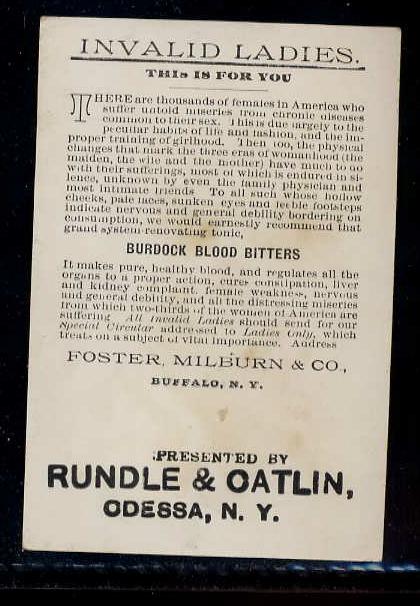 INVALID LADIES.
THIS IS FOR YOU
THERE are thousands of females in America who
suffer untold miseries from chronic diseases
common to their sex. This is due largely to the
peculiar habits of life and fashion, and the im-
proper training of girlhood. Then too, the physical
changes that mark the three eras of womanhood (the
maiden, the wife and the mother) have much to do
with their sufferings, most of which is endured in si-
lence, unknown by even the family physician and
most intimate friends To all such whose hollow
cheeks, pale faces, sunken eyes and feeble footsteps
indicate nervous and general debility bordering on
consumption, we would earnestly recommend that
grand system-renovating tonic,
BURDOCK BLOOD BITTERS
It makes pure, healthy blood, and regulates all the
organs to a proper action, cures constipation, liver
and kidney complaint, female weakness, nervous
and general debility, and all the distressing miseries
from which two-thirds of the women of America are
suffering All Invalid Ladies should send for our
Special Circular addressed to Ladies Only, which
treats on a subject of vital importance. Address
FOSTER, MILBURN & CO.,
BUFFALO, N. Y.
PRESENTED BY
RUNDLE & CATLIN,
ODESSA, N. Y.